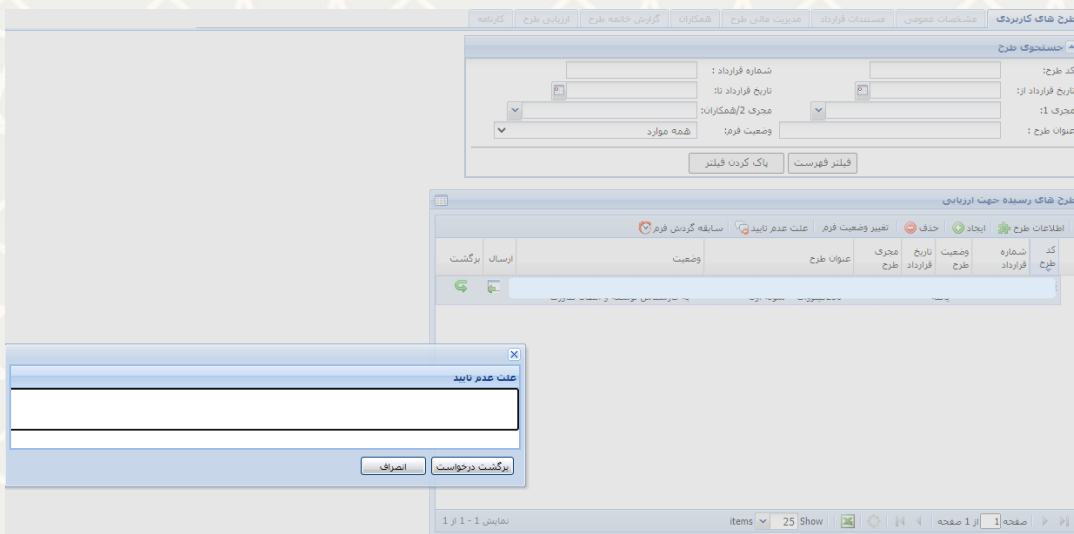 طرح های کاربردی مشخصات عمومی مستندات قرارداد مدیریت مالی طرح همکاران گزارش خاتمه طرح ارزیابی طرح کارنامه
جستجوی طرح
کد طرح: شماره قرارداد :
تاریخ قرارداد از: تاریخ قرارداد تا:
مجری 1: مجری 2/همکاران:
عنوان طرح : وضعیت فرم: همه موارد
فیلتر فهرست پاک کردن فیلتر
طرح های رسیده جهت ارزیابی
اطلاعات طرح ایجاد حذف تغییر وضعیت فرم علت عدم تایید سابقه گردش فرم
کد طرح شماره قرارداد وضعیت طرح تاریخ قرارداد مجری طرح عنوان طرح وضعیت ارسال برگشت
علت عدم تایید
برگشت درخواست انصراف
صفحه 1 از 1 صفحه Show 25 items نمایش 1 - 1 از 1